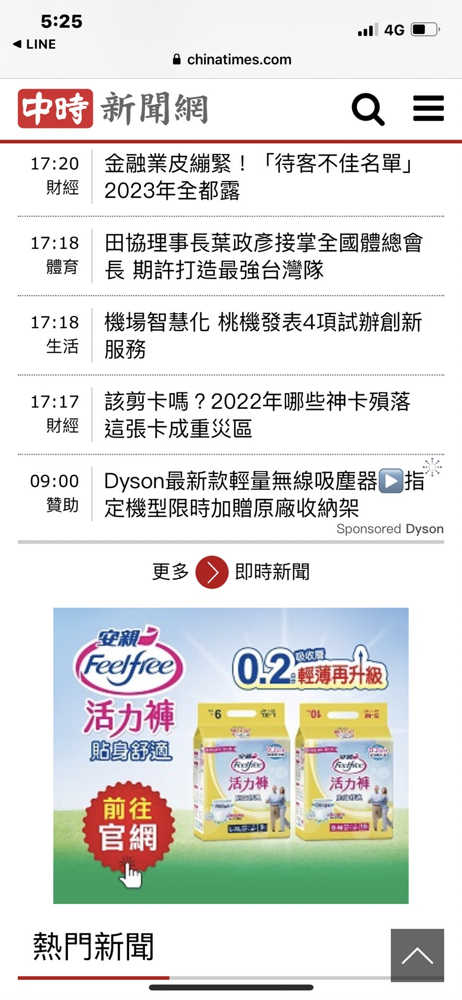 5:25
4G
◀ LINE
chinatimes.com
中時 新聞網
17:20
財經
金融業皮繃緊！「待客不佳名單」
2023年全都露
17:18
體育
田協理事長葉政彥接掌全國體總會
長 期許打造最強台灣隊
17:18
生活
機場智慧化 桃機發表4項試辦創新
服務
17:17
財經
該剪卡嗎？2022年哪些神卡殞落
這張卡成重災區
09:00
贊助
Dyson最新款輕量無線吸塵器▶️指
定機型限時加贈原廠收納架
Sponsored Dyson
更多 即時新聞
安親
Feelfree
活力褲
貼身舒適
0.2公分
吸收層
輕薄再升級
前往
官網
安親
Feelfree
活力褲
L-XL
9
安親
Feelfree
活力褲
S-M
10
熱門新聞